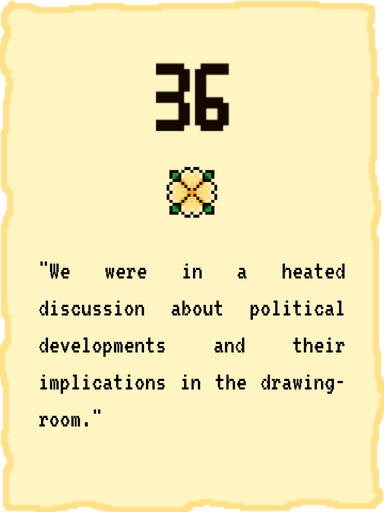 36
"We were in a heated
discussion about political
developments and their
implications in the drawing-
room."